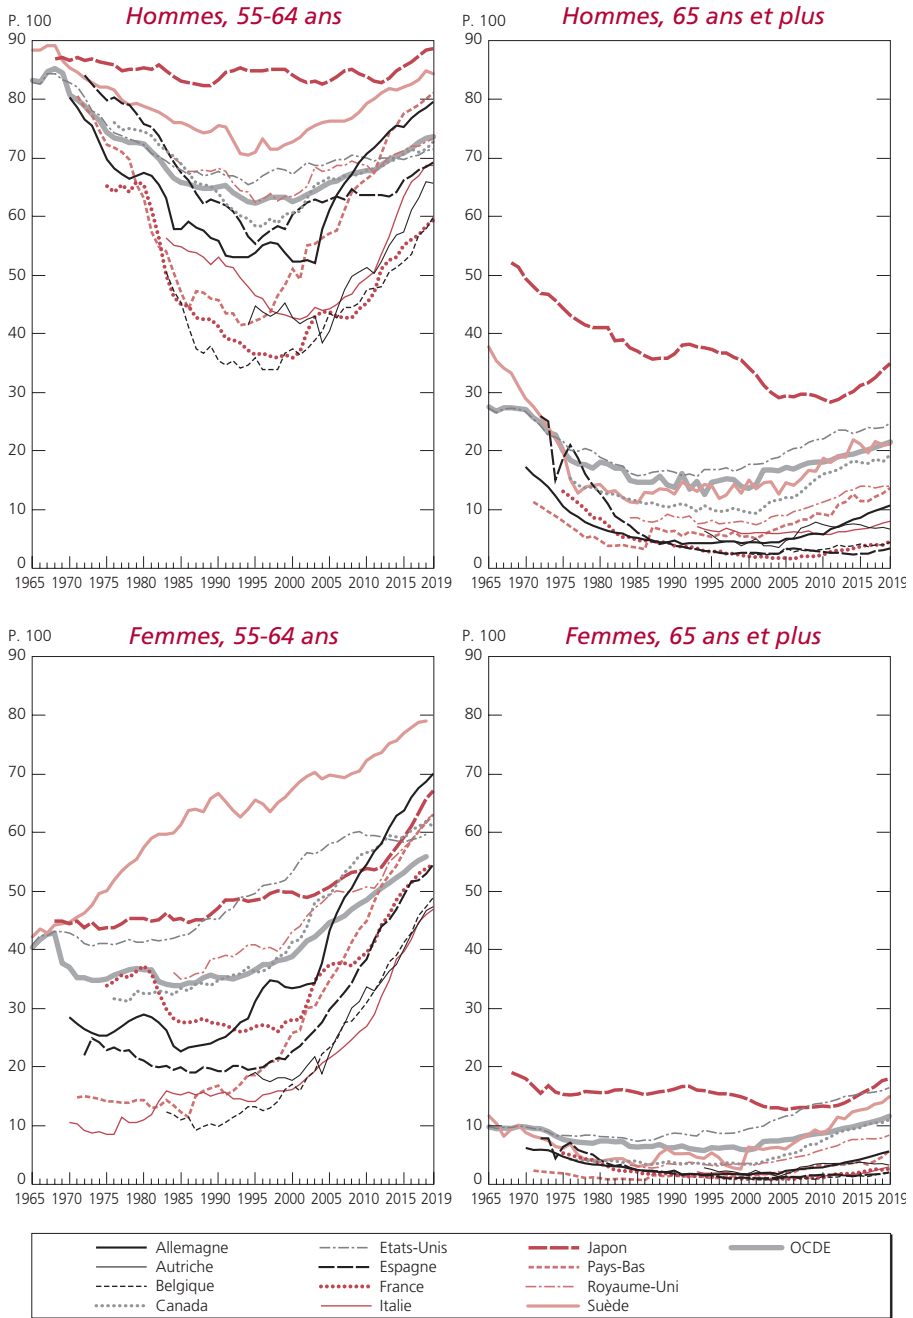 Hommes, 55-64 ans
P. 100
90
80
70
60
50
40
30
20
10
0
1965 1970 1975 1980 1985 1990 1995 2000 2005 2010 2015 2019
Hommes, 65 ans et plus
P. 100
90
80
70
60
50
40
30
20
10
0
1965 1970 1975 1980 1985 1990 1995 2000 2005 2010 2015 2019
Femmes, 55-64 ans
P. 100
90
80
70
60
50
40
30
20
10
0
1965 1970 1975 1980 1985 1990 1995 2000 2005 2010 2015 2019
Femmes, 65 ans et plus
P. 100
90
80
70
60
50
40
30
20
10
0
1965 1970 1975 1980 1985 1990 1995 2000 2005 2010 2015 2019
Allemagne
Autriche
Belgique
Canada
Etats-Unis
Espagne
France
Italie
Japon
Pays-Bas
Royaume-Uni
Suède
OCDE